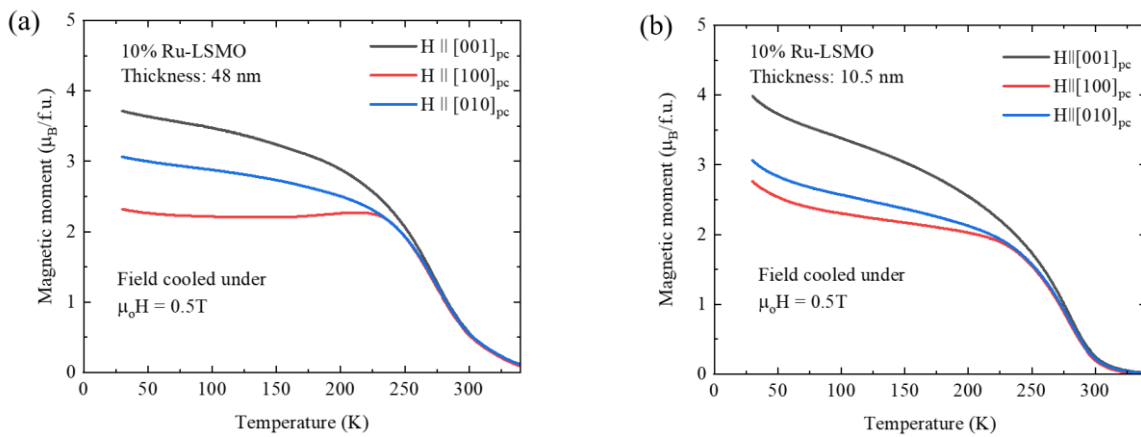 (a)
10% Ru-LSMO
Thickness: 48 nm
H || [001]pc
H || [100]pc
H || [010]pc
Field cooled under
μoH = 0.5T
Magnetic moment (μB/f.u.)
5
4
3
2
1
0
0 50 100 150 200 250 300
Temperature (K)
(b)
10% Ru-LSMO
Thickness: 10.5 nm
H||[001]pc
H||[100]pc
H||[010]pc
Field cooled under
μoH = 0.5T
Magnetic moment (μB/f.u.)
5
4
3
2
1
0
0 50 100 150 200 250 300
Temperature (K)